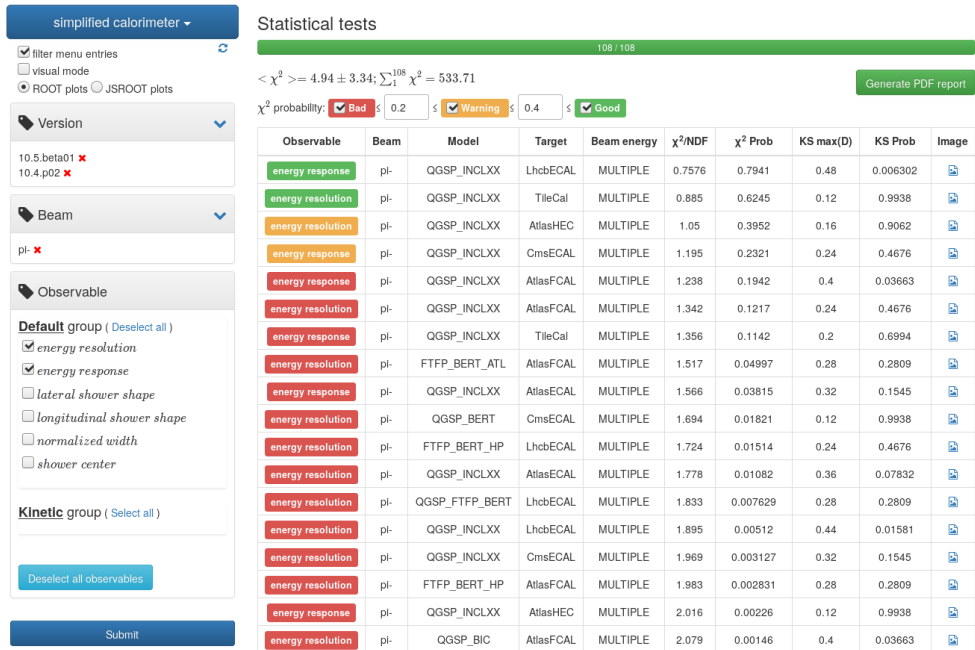 simplified calorimeter
filter menu entries
visual mode
ROOT plots JSROOT plots
Version
10.5.beta01
10.4.p02
Beam
pi-
Observable
Default group ( Deselect all )
energy resolution
energy response
lateral shower shape
longitudinal shower shape
normalized width
shower center
Kinetic group ( Select all )
Deselect all observables
Submit
Statistical tests
108 / 108
< χ² >= 4.94 ± 3.34; ∑₁¹⁰⁸ χ² = 533.71
Generate PDF report
χ² probability: Bad ≤ 0.2 ≤ Warning ≤ 0.4 ≤ Good
Observable Beam Model Target Beam energy χ²/NDF χ² Prob KS max(D) KS Prob Image
energy response pi- QGSP_INCLXX LhcbECAL MULTIPLE 0.7576 0.7941 0.48 0.006302
energy resolution pi- QGSP_INCLXX TileCal MULTIPLE 0.885 0.6245 0.12 0.9938
energy resolution pi- QGSP_INCLXX AtlasHEC MULTIPLE 1.05 0.3952 0.16 0.9062
energy response pi- QGSP_INCLXX CmsECAL MULTIPLE 1.195 0.2321 0.24 0.4676
energy response pi- QGSP_INCLXX AtlasFCAL MULTIPLE 1.238 0.1942 0.4 0.03663
energy resolution pi- QGSP_INCLXX AtlasFCAL MULTIPLE 1.342 0.1217 0.24 0.4676
energy response pi- QGSP_INCLXX TileCal MULTIPLE 1.356 0.1142 0.2 0.6994
energy resolution pi- FTFP_BERT_ATL AtlasFCAL MULTIPLE 1.517 0.04997 0.28 0.2809
energy response pi- QGSP_INCLXX AtlasECAL MULTIPLE 1.566 0.03815 0.32 0.1545
energy resolution pi- QGSP_BERT CmsECAL MULTIPLE 1.694 0.01821 0.12 0.9938
energy resolution pi- FTFP_BERT_HP LhcbECAL MULTIPLE 1.724 0.01514 0.24 0.4676
energy resolution pi- QGSP_INCLXX AtlasECAL MULTIPLE 1.778 0.01082 0.36 0.07832
energy resolution pi- QGSP_FTFP_BERT LhcbECAL MULTIPLE 1.833 0.007629 0.28 0.2809
energy resolution pi- QGSP_INCLXX LhcbECAL MULTIPLE 1.895 0.00512 0.44 0.01581
energy resolution pi- QGSP_INCLXX CmsECAL MULTIPLE 1.969 0.003127 0.32 0.1545
energy resolution pi- FTFP_BERT_HP AtlasFCAL MULTIPLE 1.983 0.002831 0.28 0.2809
energy response pi- QGSP_INCLXX AtlasHEC MULTIPLE 2.016 0.00226 0.12 0.9938
energy resolution pi- QGSP_BIC AtlasFCAL MULTIPLE 2.079 0.00146 0.4 0.03663